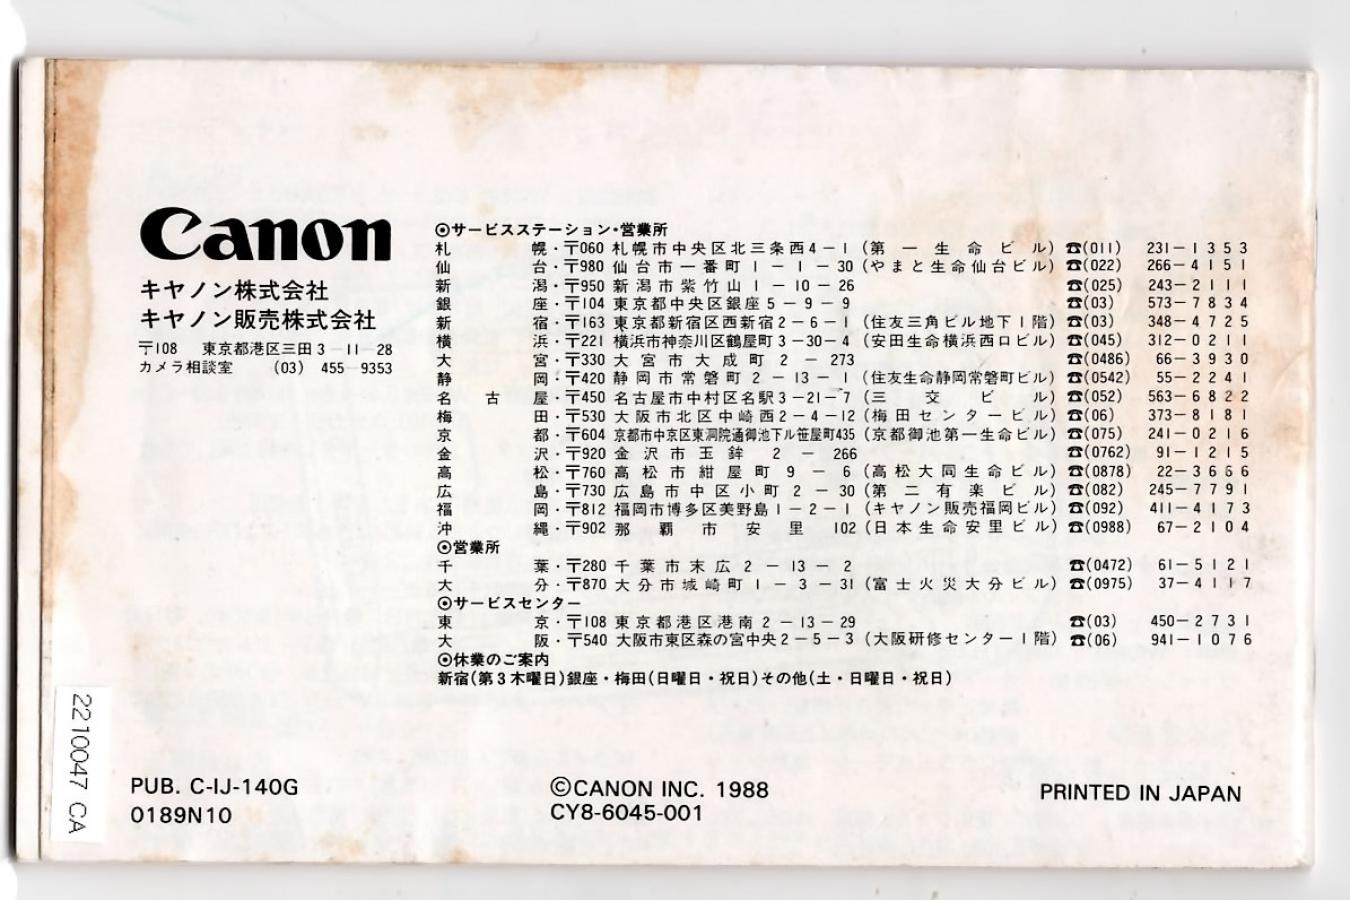 Canon
キヤノン株式会社
キヤノン販売株式会社
〒108 東京都港区三田3－11－28
カメラ相談室 (03) 455－9353
◎サービスステーション・営業所
札幌・〒060 札幌市中央区北三条西4－1 (第一生命ビル) ☎(011) 231－1353
仙台・〒980 仙台市一番町1－1－30 (やまと生命仙台ビル) ☎(022) 266－4151
新潟・〒950 新潟市紫竹山1－10－26 ☎(025) 243－2111
銀座・〒104 東京都中央区銀座5－9－9 ☎(03) 573－7834
新宿・〒163 東京都新宿区西新宿2－6－1 (住友三角ビル地下1階) ☎(03) 348－4725
横浜・〒221 横浜市神奈川区鶴屋町3－30－4 (安田生命横浜西口ビル) ☎(045) 312－0211
大宮・〒330 大宮市大成町2－273 ☎(0486) 66－3930
静岡・〒420 静岡市常磐町2－13－1 (住友生命静岡常磐町ビル) ☎(0542) 55－2241
名古屋・〒450 名古屋市中村区名駅3－21－7 (三交ビル) ☎(052) 563－6822
梅田・〒530 大阪市北区中崎西2－4－12 (梅田センタービル) ☎(06) 373－8181
京都・〒604 京都市中京区東洞院通御池下ル笹屋町435 (京都御池第一生命ビル) ☎(075) 241－0216
金沢・〒920 金沢市玉鉾2－266 ☎(0762) 91－1215
高松・〒760 高松市紺屋町9－6 (高松大同生命ビル) ☎(0878) 22－3666
広島・〒730 広島市中区小町2－30 (第二有楽ビル) ☎(082) 245－7791
福岡・〒812 福岡市博多区美野島1－2－1 (キヤノン販売福岡ビル) ☎(092) 411－4173
沖縄・〒902 那覇市安里102 (日本生命安里ビル) ☎(0988) 67－2104
◎営業所
千葉・〒280 千葉市末広2－13－2 ☎(0472) 61－5121
大分・〒870 大分市城崎町1－3－31 (富士火災大分ビル) ☎(0975) 37－4117
◎サービスセンター
東京・〒108 東京都港区港南2－13－29 ☎(03) 450－2731
大阪・〒540 大阪市東区森の宮中央2－5－3 (大阪研修センター1階) ☎(06) 941－1076
◎休業のご案内
新宿(第3木曜日)銀座・梅田(日曜日・祝日)その他(土・日曜日・祝日)
2210047 CA
PUB. C-IJ-140G
0189N10
©CANON INC. 1988
CY8-6045-001
PRINTED IN JAPAN